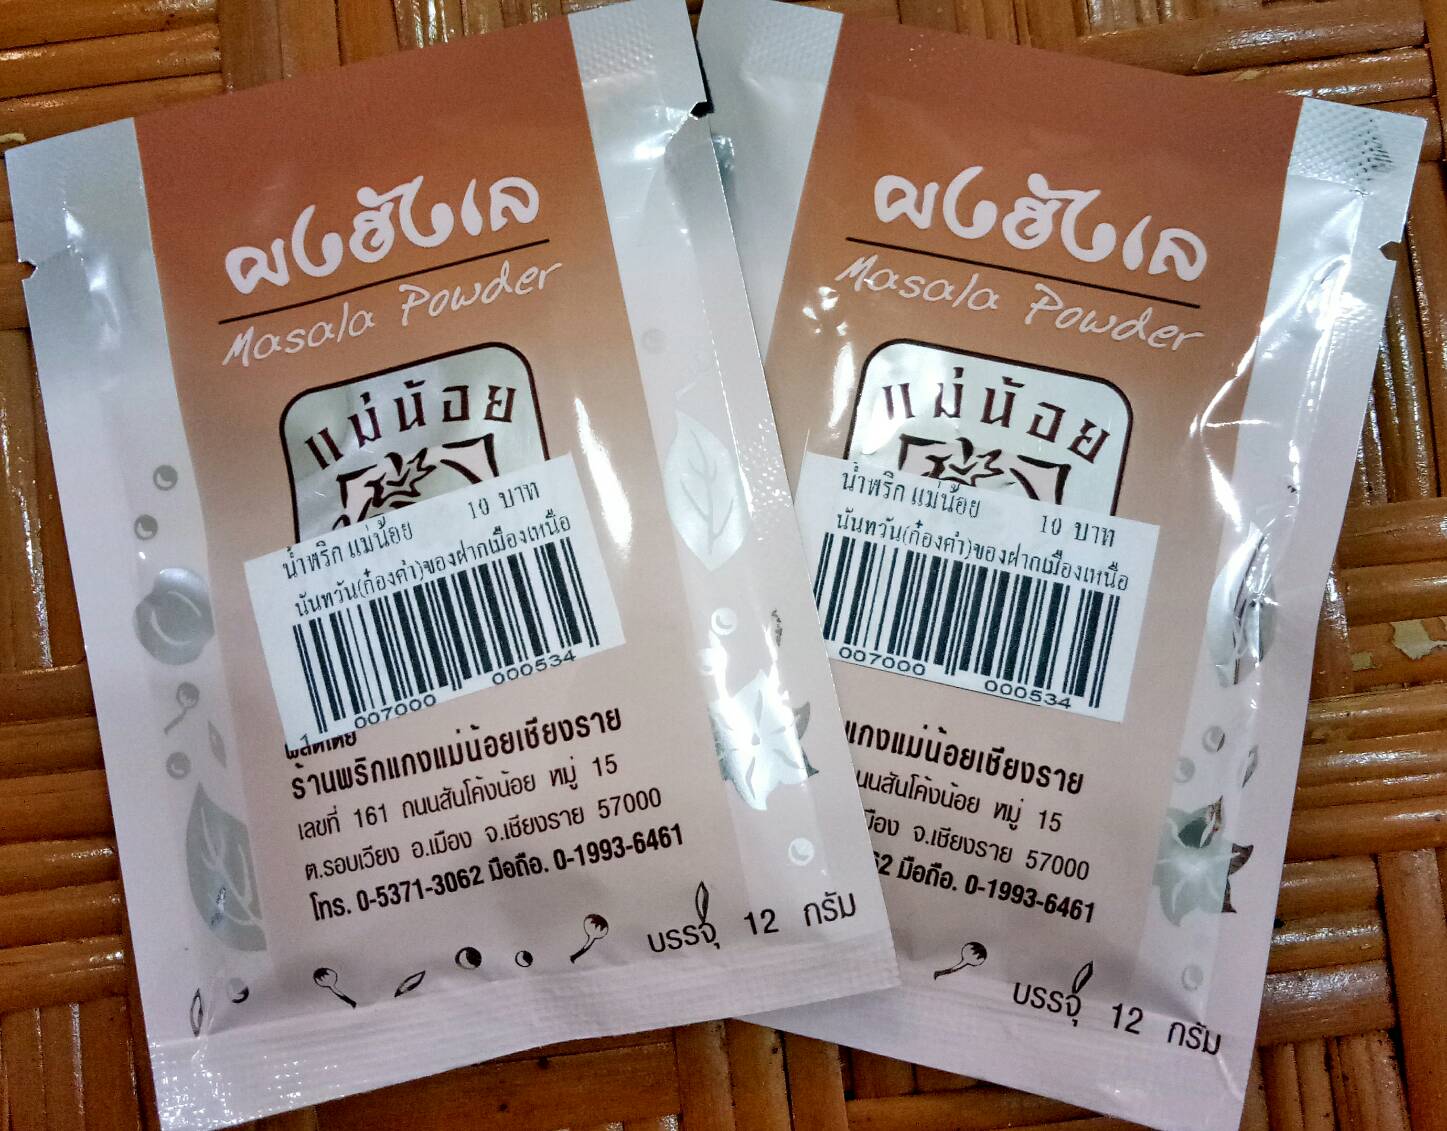 ผงฮังเล
Masala Powder
แม่น้อย
น้ำพริก แม่น้อย 10 บาท
นันทวัน(ก๋องคำ)ของฝากเมืองเหนือ
1 007000 000534
ร้านพริกแกงแม่น้อยเชียงราย
เลขที่ 161 ถนนสันโค้งน้อย หมู่ 15
ต.รอบเวียง อ.เมือง จ.เชียงราย 57000
โทร. 0-5371-3062 มือถือ. 0-1993-6461
บรรจุ 12 กรัม
ผงฮังเล
Masala Powder
แม่น้อย
น้ำพริก แม่น้อย 10 บาท
นันทวัน(ก๋องคำ)ของฝากเมืองเหนือ
007000 000534
แกงแม่น้อยเชียงราย
นนสันโค้งน้อย หมู่ 15
มือง จ.เชียงราย 57000
62 มือถือ. 0-1993-6461
บรรจุ 12 กรัม